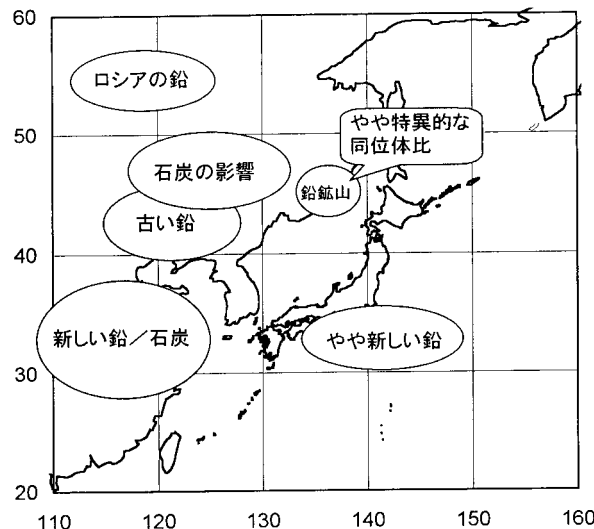 60
ロシアの鉛
50
やや特異的な
同位体比
石炭の影響
鉛鉱山
古い鉛
40
新しい鉛／石炭
やや新しい鉛
30
20
110 120 130 140 150 160